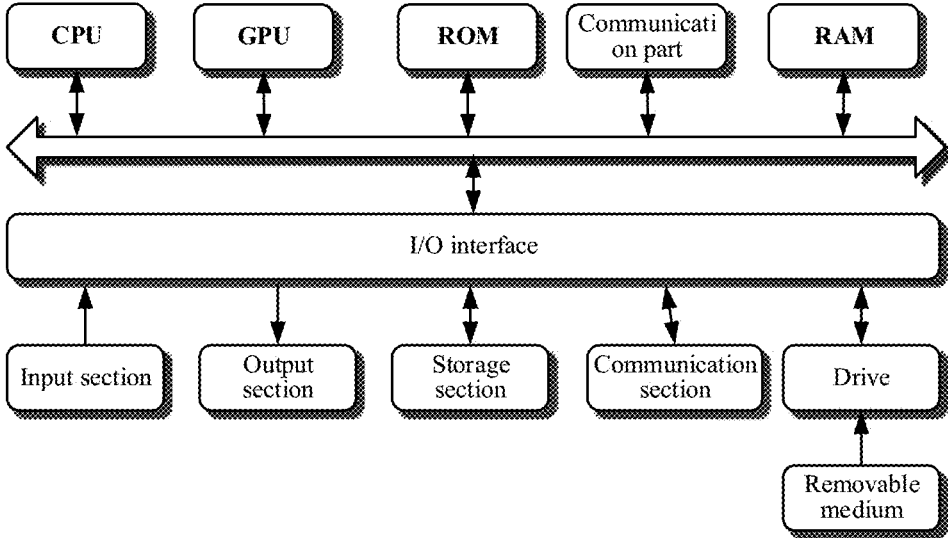 CPU
GPU
ROM
Communicati
on part
RAM
I/O interface
Input section
Output
section
Storage
section
Communication
section
Drive
Removable
medium